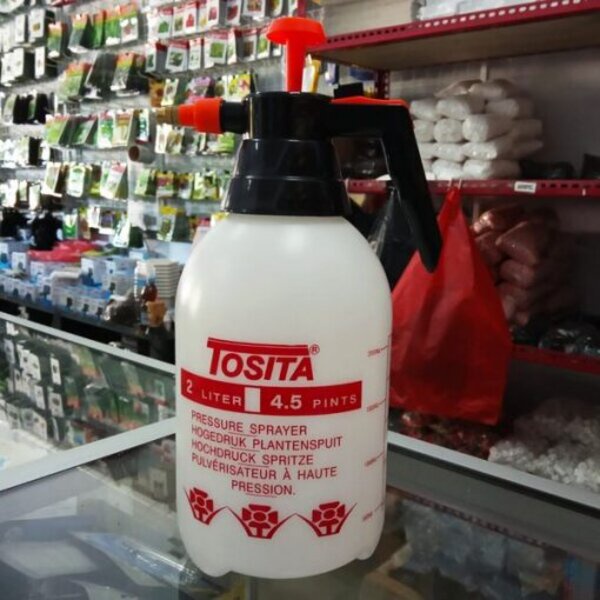 TOSITA®
2 LITER 4.5 PINTS
PRESSURE SPRAYER
HOGEDRUK PLANTENSPUIT
HOCHDRUCK SPRITZE
PULVÉRISATEUR À HAUTE
PRESSION.